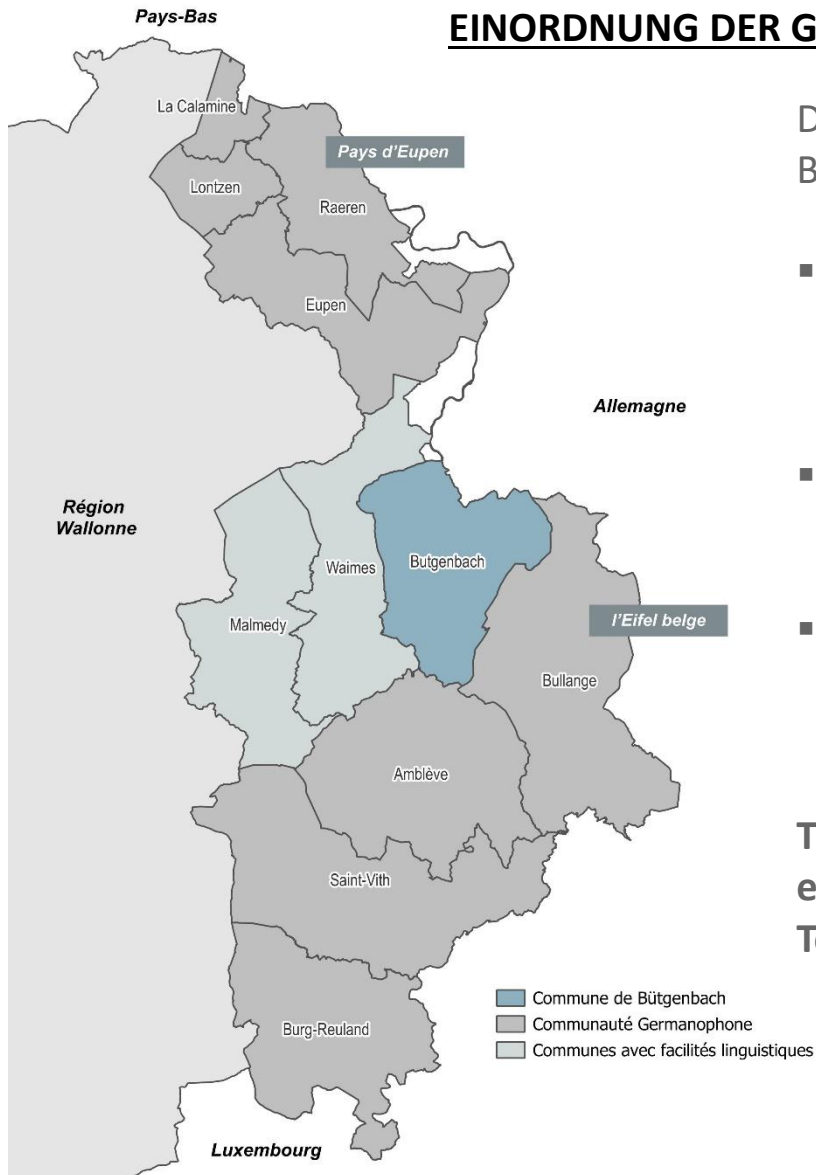 Pays-Bas
EINORDNUNG DER G
La Calamine
Pays d'Eupen
Lontzen
Raeren
Eupen
Allemagne
Région
Wallonne
Waimes
Butgenbach
Malmedy
l'Eifel belge
Bullange
Amblève
Saint-Vith
Burg-Reuland
Commune de Bütgenbach
Communauté Germanophone
Communes avec facilités linguistiques
Luxembourg